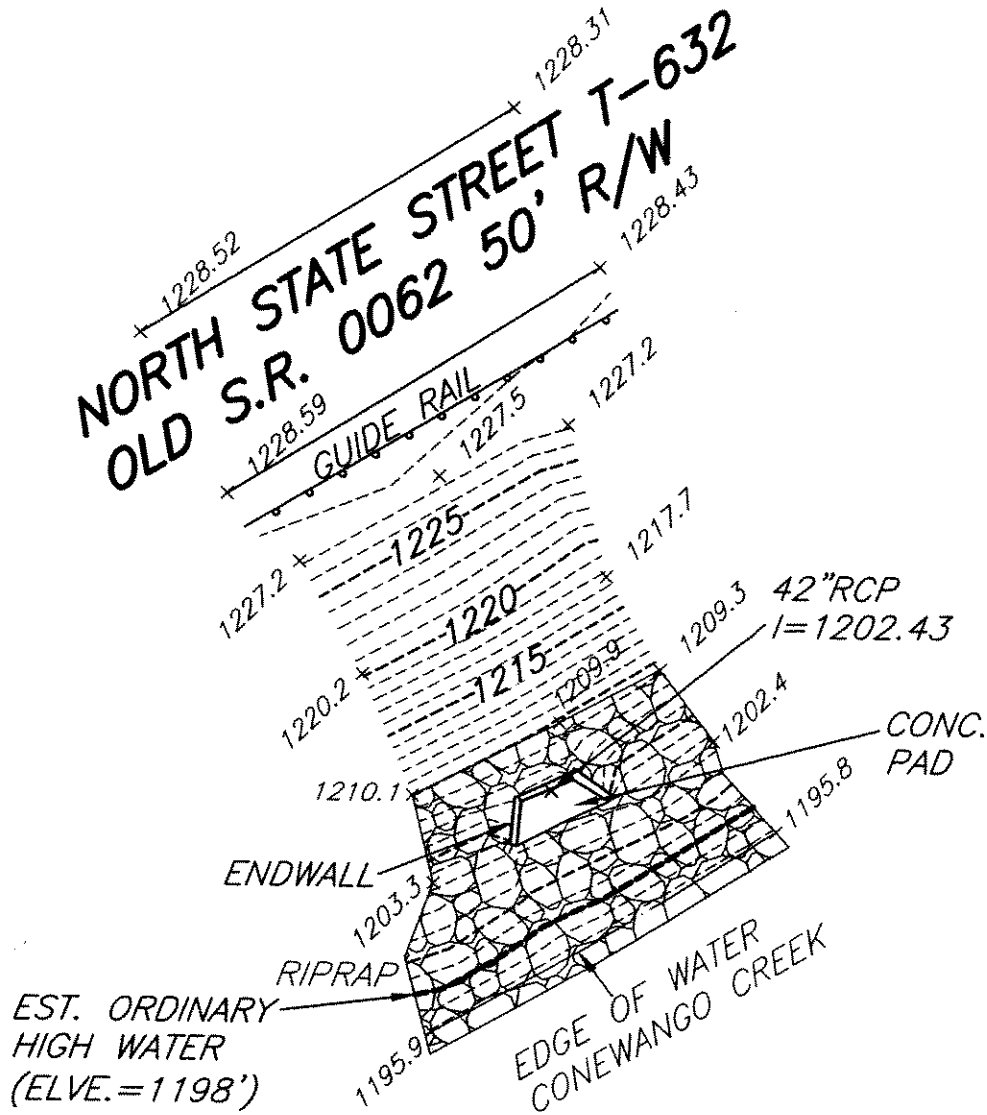 1228.31
NORTH STATE STREET T-632
OLD S.R. 0062 50' R/W
1228.52
1228.43
1228.59
GUIDE RAIL
1227.5
1227.2
1225
1227.2
1217.7
1220
1215
1220.2
42"RCP
I=1202.43
1209.3
1209.9
1210.1
1202.4
CONC.
PAD
1195.8
ENDWALL
1203.3
RIPRAP
EST. ORDINARY
HIGH WATER
(ELVE.=1198')
1195.9
EDGE OF WATER
CONEWANGO CREEK